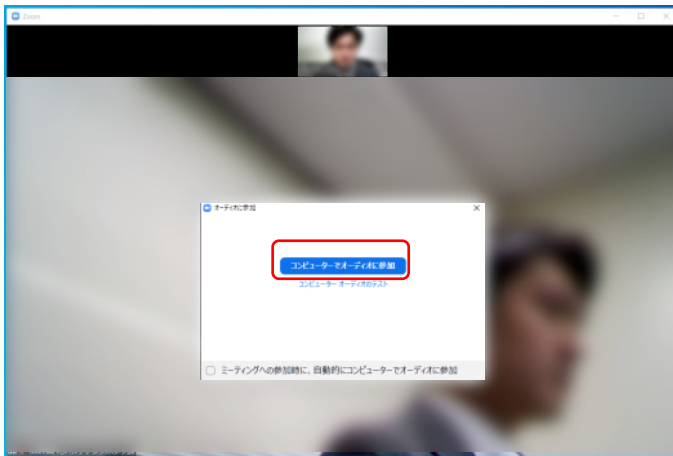 Zoom
オーディオに参加
コンピューターでオーディオに参加
コンピューター オーディオのテスト
ミーティングへの参加時に、自動的にコンピューターでオーディオに参加